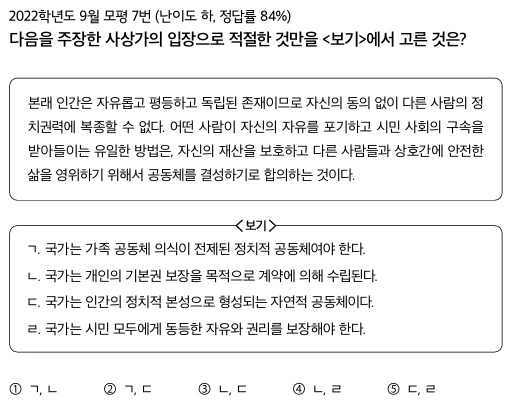 2022학년도 9월 모평 7번 (난이도 하, 정답률 84%)
다음을 주장한 사상가의 입장으로 적절한 것만을 <보기>에서 고른 것은?
본래 인간은 자유롭고 평등하고 독립된 존재이므로 자신의 동의 없이 다른 사람의 정
치권력에 복종할 수 없다. 어떤 사람이 자신의 자유를 포기하고 시민 사회의 구속을
받아들이는 유일한 방법은, 자신의 재산을 보호하고 다른 사람들과 상호간에 안전한
삶을 영위하기 위해서 공동체를 결성하기로 합의하는 것이다.
<보기>
ㄱ. 국가는 가족 공동체 의식이 전제된 정치적 공동체여야 한다.
ㄴ. 국가는 개인의 기본권 보장을 목적으로 계약에 의해 수립된다.
ㄷ. 국가는 인간의 정치적 본성으로 형성되는 자연적 공동체이다.
ㄹ. 국가는 시민 모두에게 동등한 자유와 권리를 보장해야 한다.
① ㄱ, ㄴ ② ㄱ, ㄷ ③ ㄴ, ㄷ ④ ㄴ, ㄹ ⑤ ㄷ, ㄹ